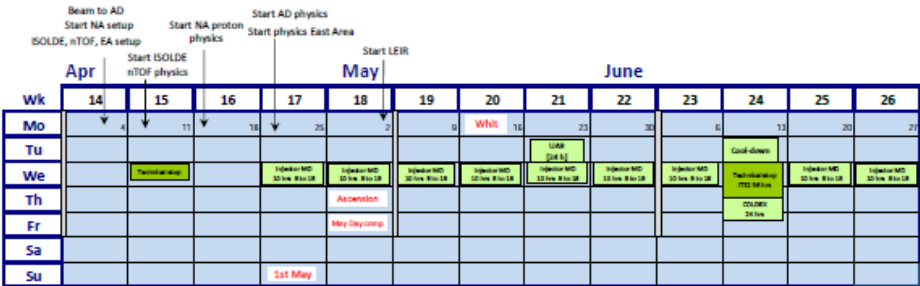 Beam to AD
Start NA setup
ISOLDE, nTOF, EA setup
Start ISOLDE
nTOF physics
Start NA proton
physics
Start AD physics
Start physics East Area
Start LEIR
Apr May June
Wk 14 15 16 17 18 19 20 21 22 23 24 25 26
Mo 4 11 18 25 2 9 Whit 16 23 30 6 13 20 27
Tu UA9 Cool-down
[24 h]
We Technical stop Injector MD Injector MD Injector MD Injector MD Injector MD Injector MD Injector MD Technical stop Injector MD Injector MD
10 hrs 8 to 18 10 hrs 8 to 18 10 hrs 8 to 18 10 hrs 8 to 18 10 hrs 8 to 18 10 hrs 8 to 18 10 hrs 8 to 18 10 hrs 8 to 18 10 hrs 8 to 18
Th Ascension
Fr May Day comp COLDEX
24 hrs
Sa
Su 1st May